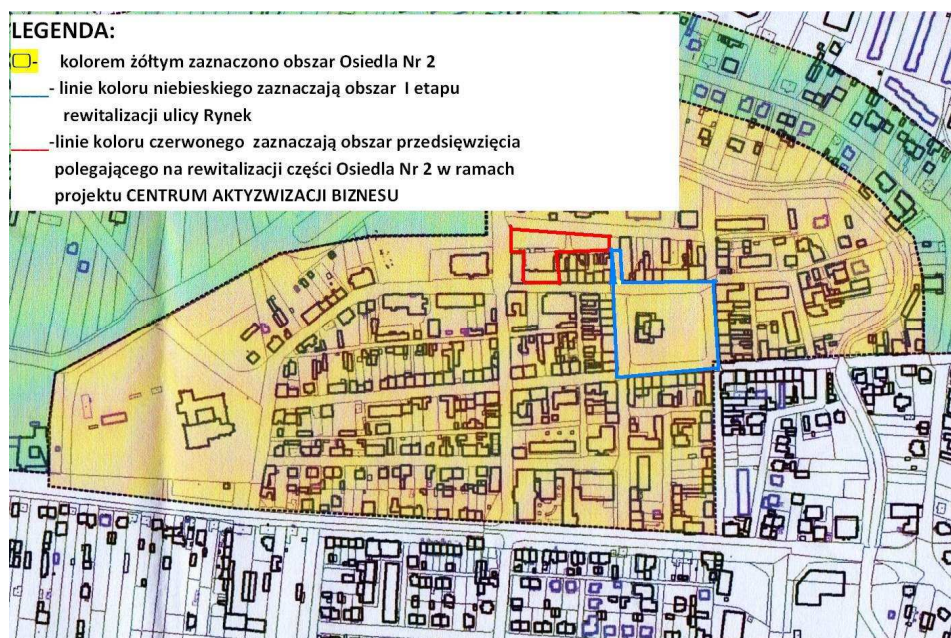 LEGENDA:
- kolorem żółtym zaznaczono obszar Osiedla Nr 2
- linie koloru niebieskiego zaznaczają obszar I etapu
rewitalizacji ulicy Rynek
-linie koloru czerwonego zaznaczają obszar przedsięwzięcia
polegającego na rewitalizacji części Osiedla Nr 2 w ramach
projektu CENTRUM AKTYZWIZACJI BIZNESU